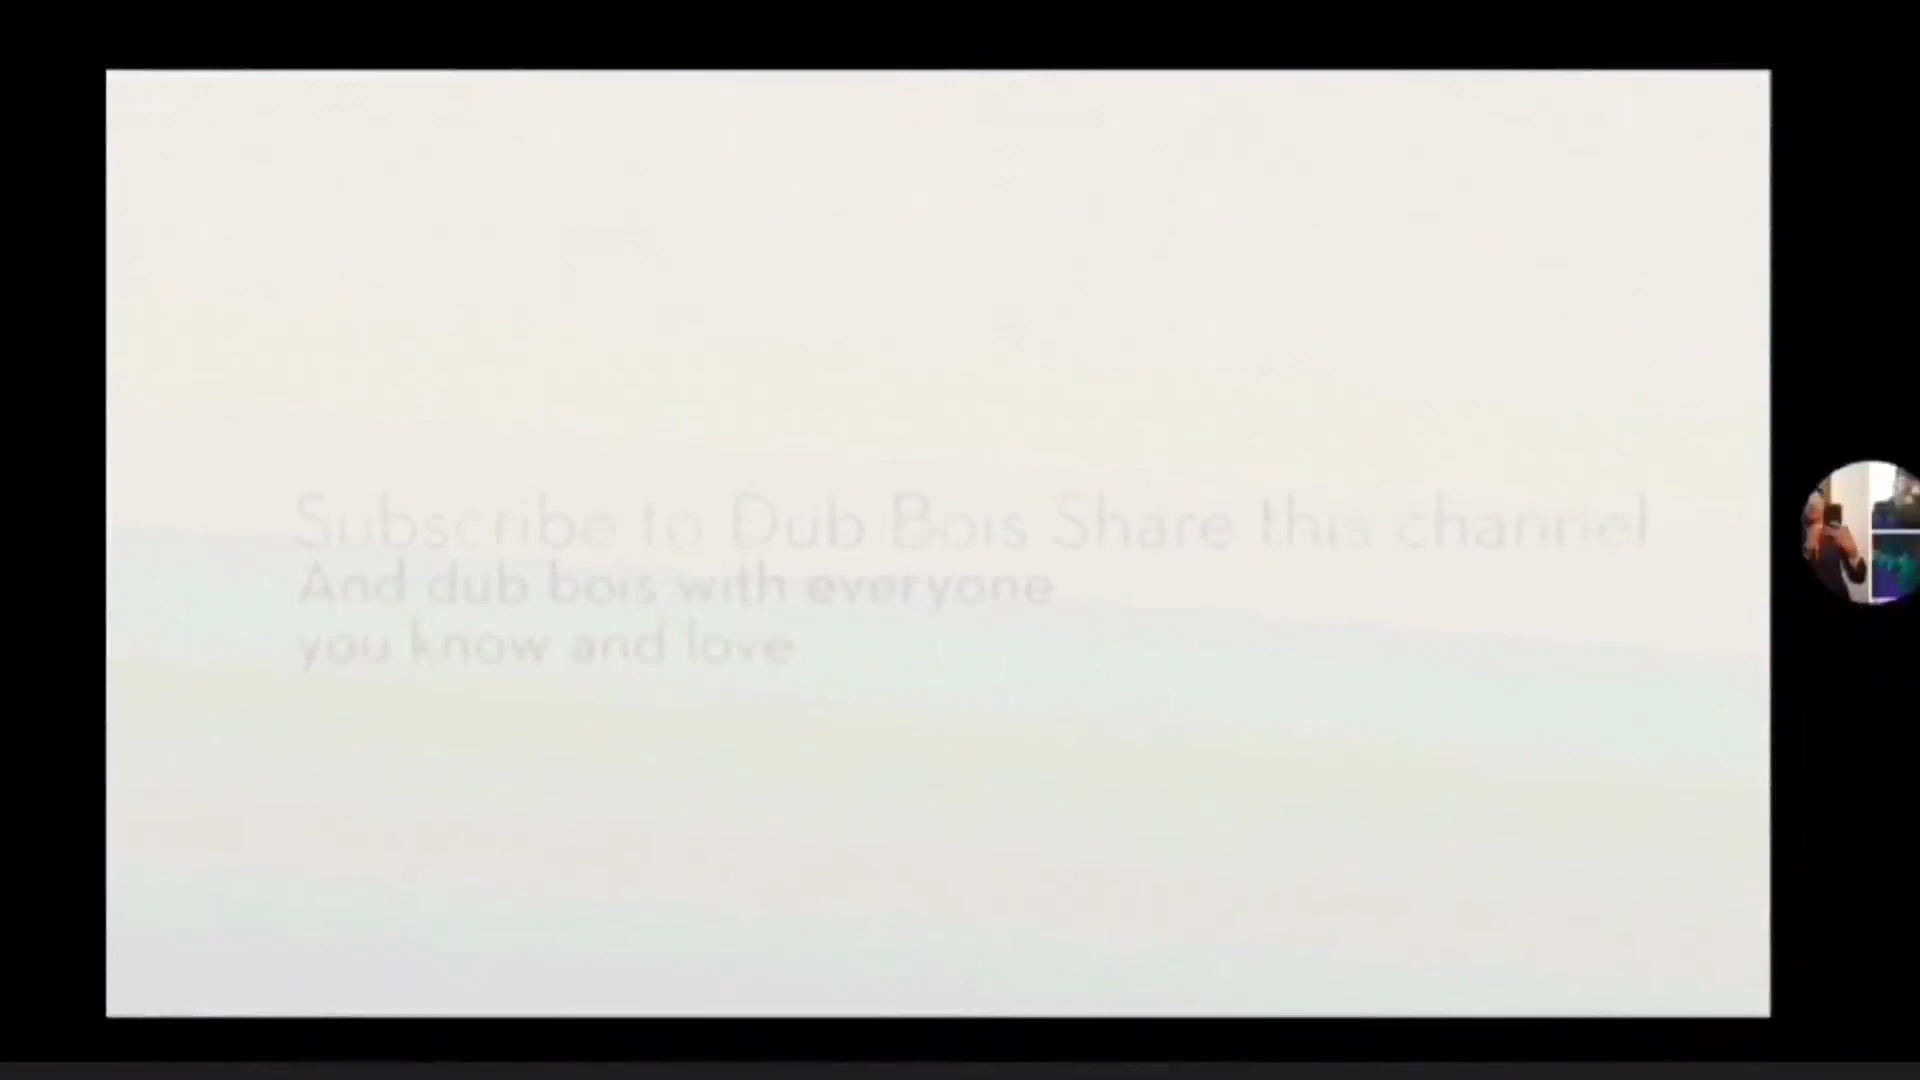 Subscribe to Dub Bois Share this channel
And dub bois with everyone
you know and love